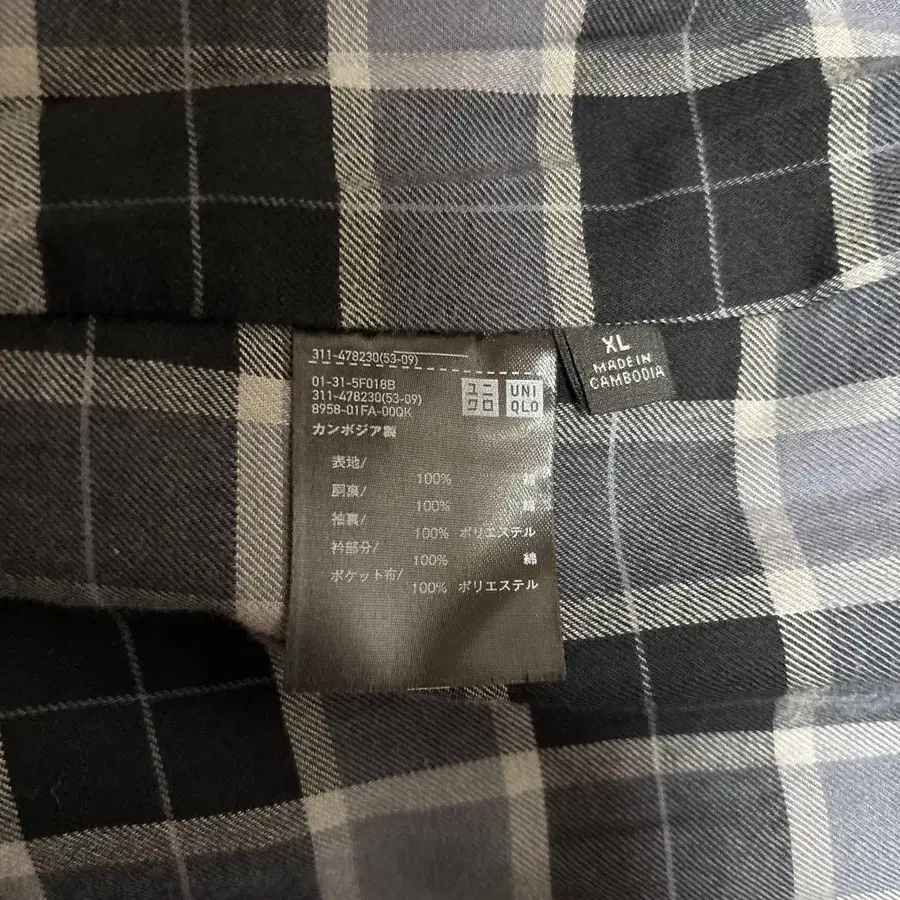 311-478230(53-09)
01-31-5F018B
311-478230(53-09)
8958-01FA-00QK
カンボジア製
ユニ
クロ
UNI
QLO
表地/
100% 綿
胴裏/
100% 綿
袖裏/
100% ポリエステル
衿部分/
100% 綿
ポケット布/
100% ポリエステル
XL
MADE IN
CAMBODIA